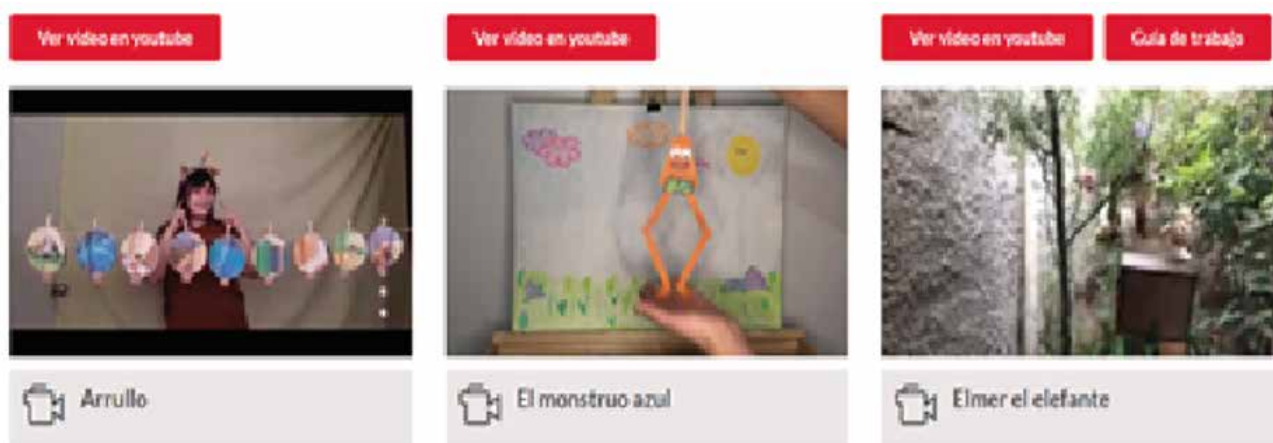 Ver video en youtube
Ver video en youtube
Ver video en youtube
Guía de trabajo
Arrullo
El monstruo azul
Elmer el elefante